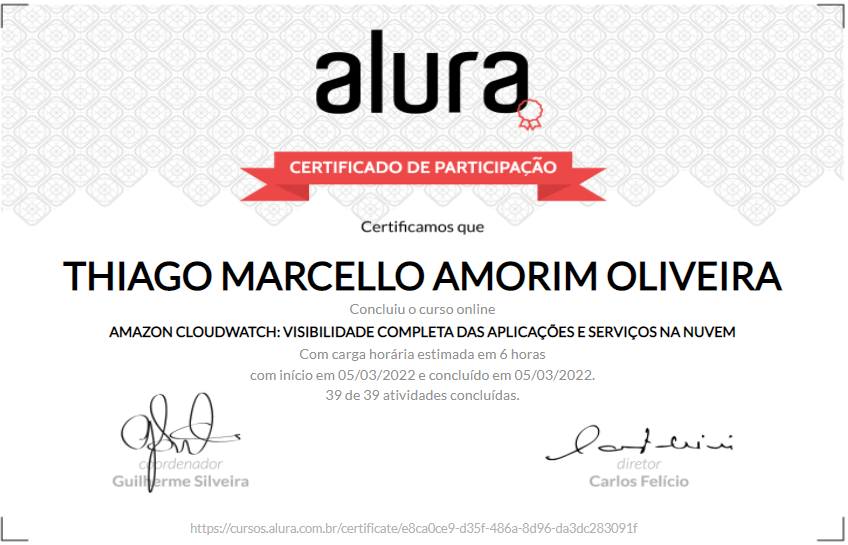 alura
CERTIFICADO DE PARTICIPAÇÃO
Certificamos que
THIAGO MARCELLO AMORIM OLIVEIRA
Concluiu o curso online
AMAZON CLOUDWATCH: VISIBILIDADE COMPLETA DAS APLICAÇÕES E SERVIÇOS NA NUVEM
Com carga horária estimada em 6 horas
com início em 05/03/2022 e concluído em 05/03/2022.
39 de 39 atividades concluídas.
coordenador
Guilherme Silveira
diretor
Carlos Felício
https://cursos.alura.com.br/certificate/e8ca0ce9-d35f-486a-8d96-da3dc283091f